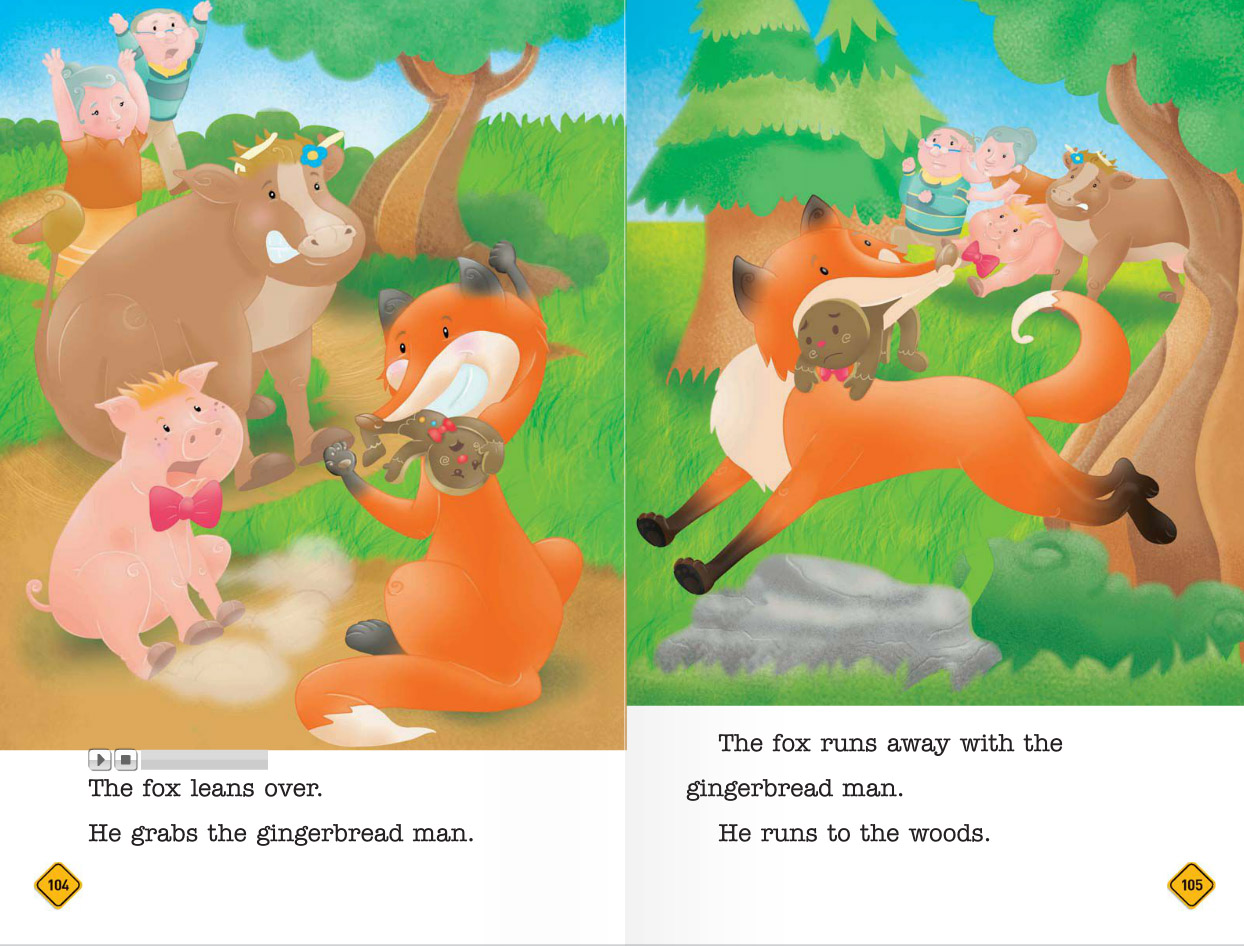 The fox leans over.
He grabs the gingerbread man.
104
The fox runs away with the
gingerbread man.
He runs to the woods.
105